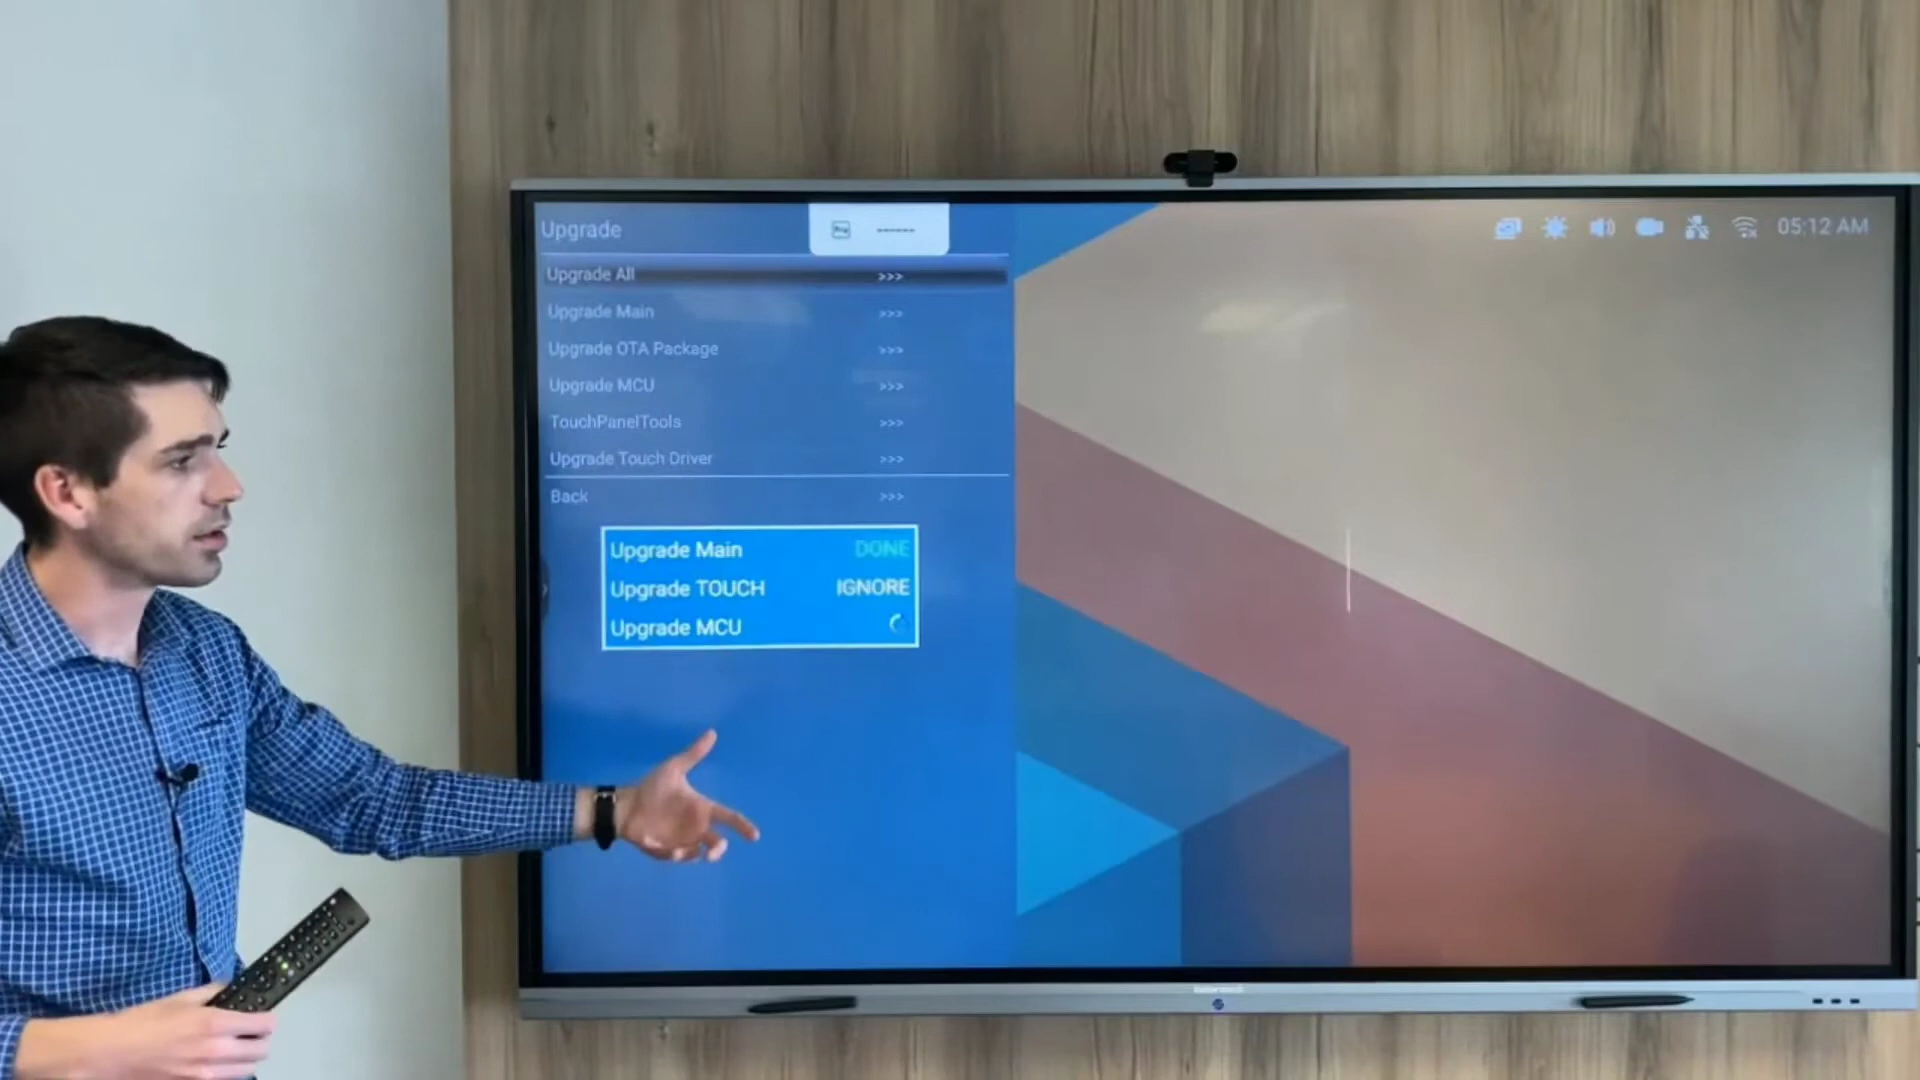 Upgrade
05:12 AM
Upgrade All >>>
Upgrade Main >>>
Upgrade OTA Package >>>
Upgrade MCU >>>
TouchPanelTools >>>
Upgrade Touch Driver >>>
Back >>>
Upgrade Main DONE
Upgrade TOUCH IGNORE
Upgrade MCU